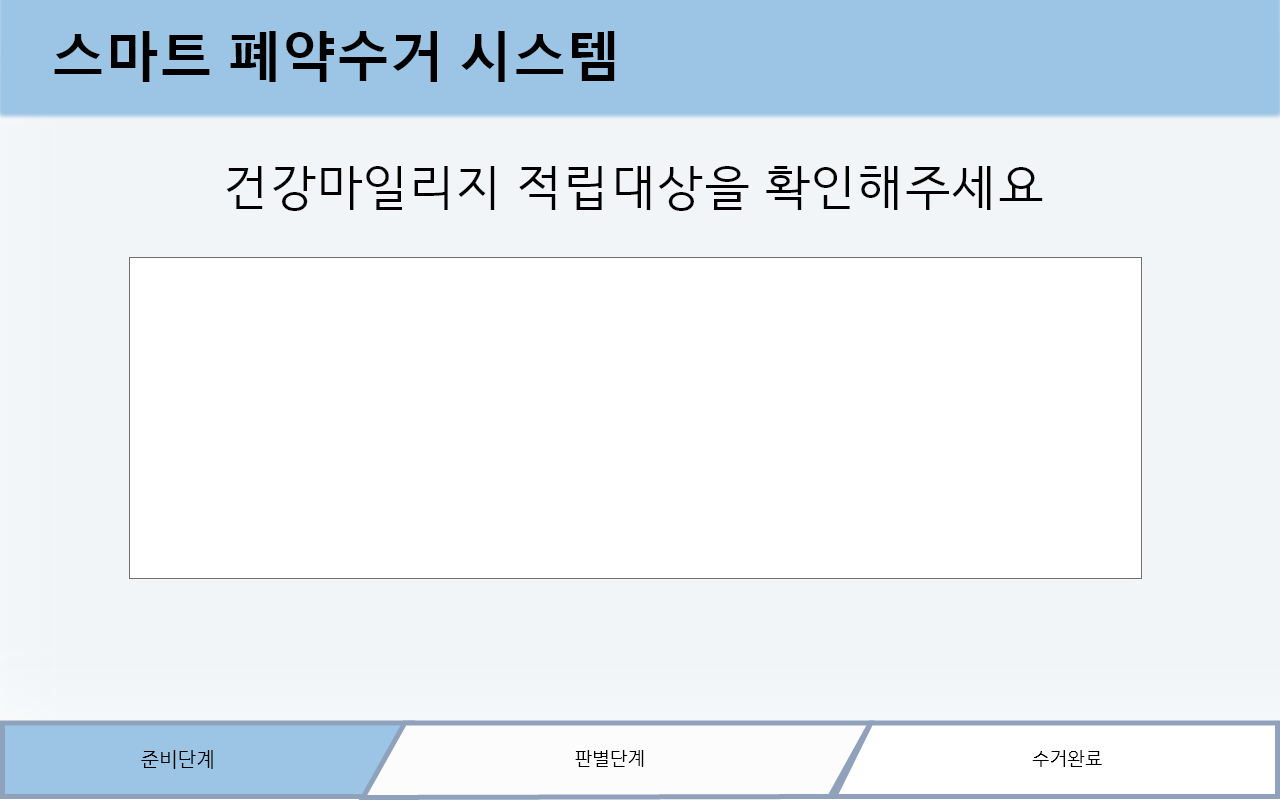 스마트 폐약수거 시스템
건강마일리지 적립대상을 확인해주세요
준비단계
판별단계
수거완료